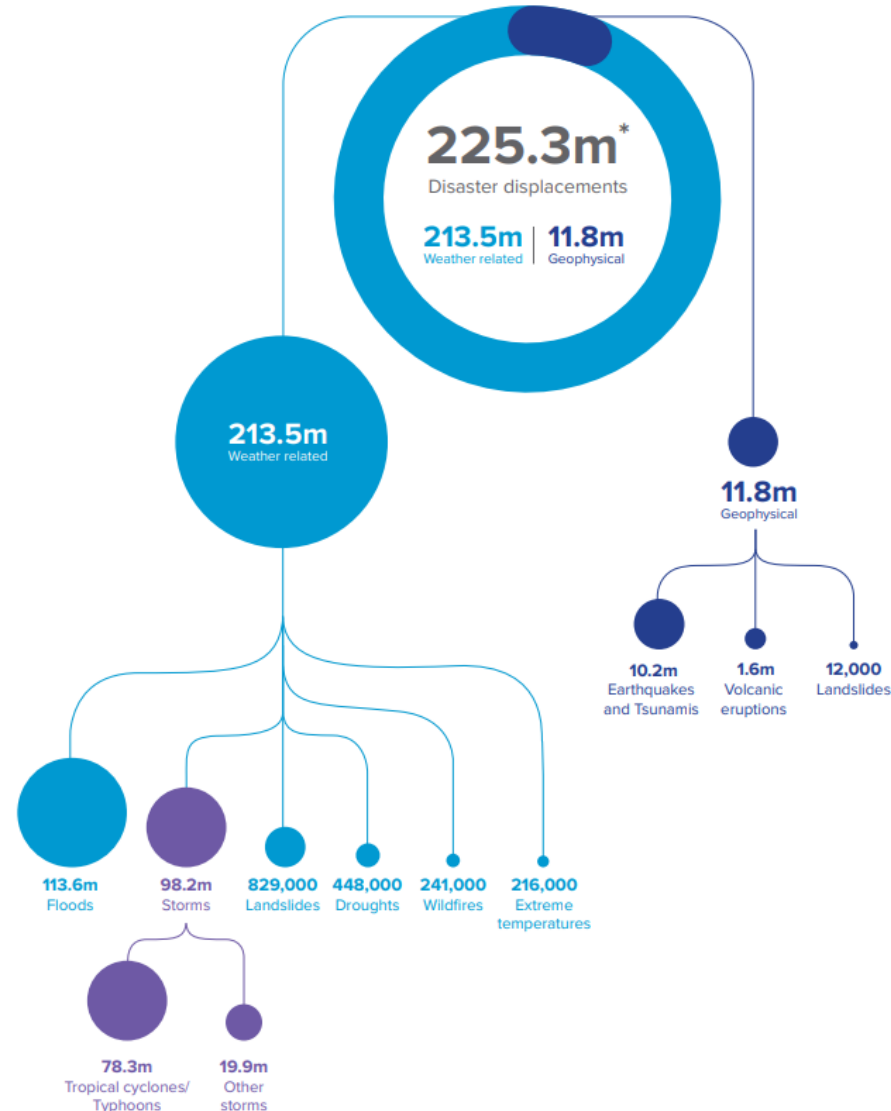 225.3m*
Disaster displacements
213.5m | 11.8m
Weather related | Geophysical
213.5m
Weather related
11.8m
Geophysical
10.2m
Earthquakes
and Tsunamis
1.6m
Volcanic
eruptions
12,000
Landslides
113.6m
Floods
98.2m
Storms
829,000
Landslides
448,000
Droughts
241,000
Wildfires
216,000
Extreme
temperatures
78.3m
Tropical cyclones/
Typhoons
19.9m
Other
storms